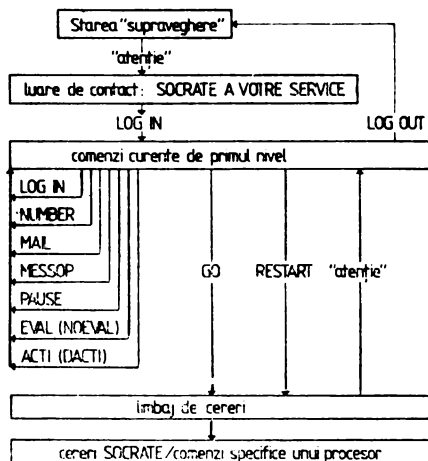 Starea "supraveghere"
"atenție"
luare de contact: SOCRATE A VOTRE SERVICE
LOG IN
LOG OUT
comenzi curente de primul nivel
LOG IN
NUMBER
MAIL
MESSOP
PAUSE
EVAL (NOEVAL)
ACTI (DACTI)
GO
RESTART
"atenție"
limbaj de cereri
cereri SOCRATE/comenzi specifice unui procesor